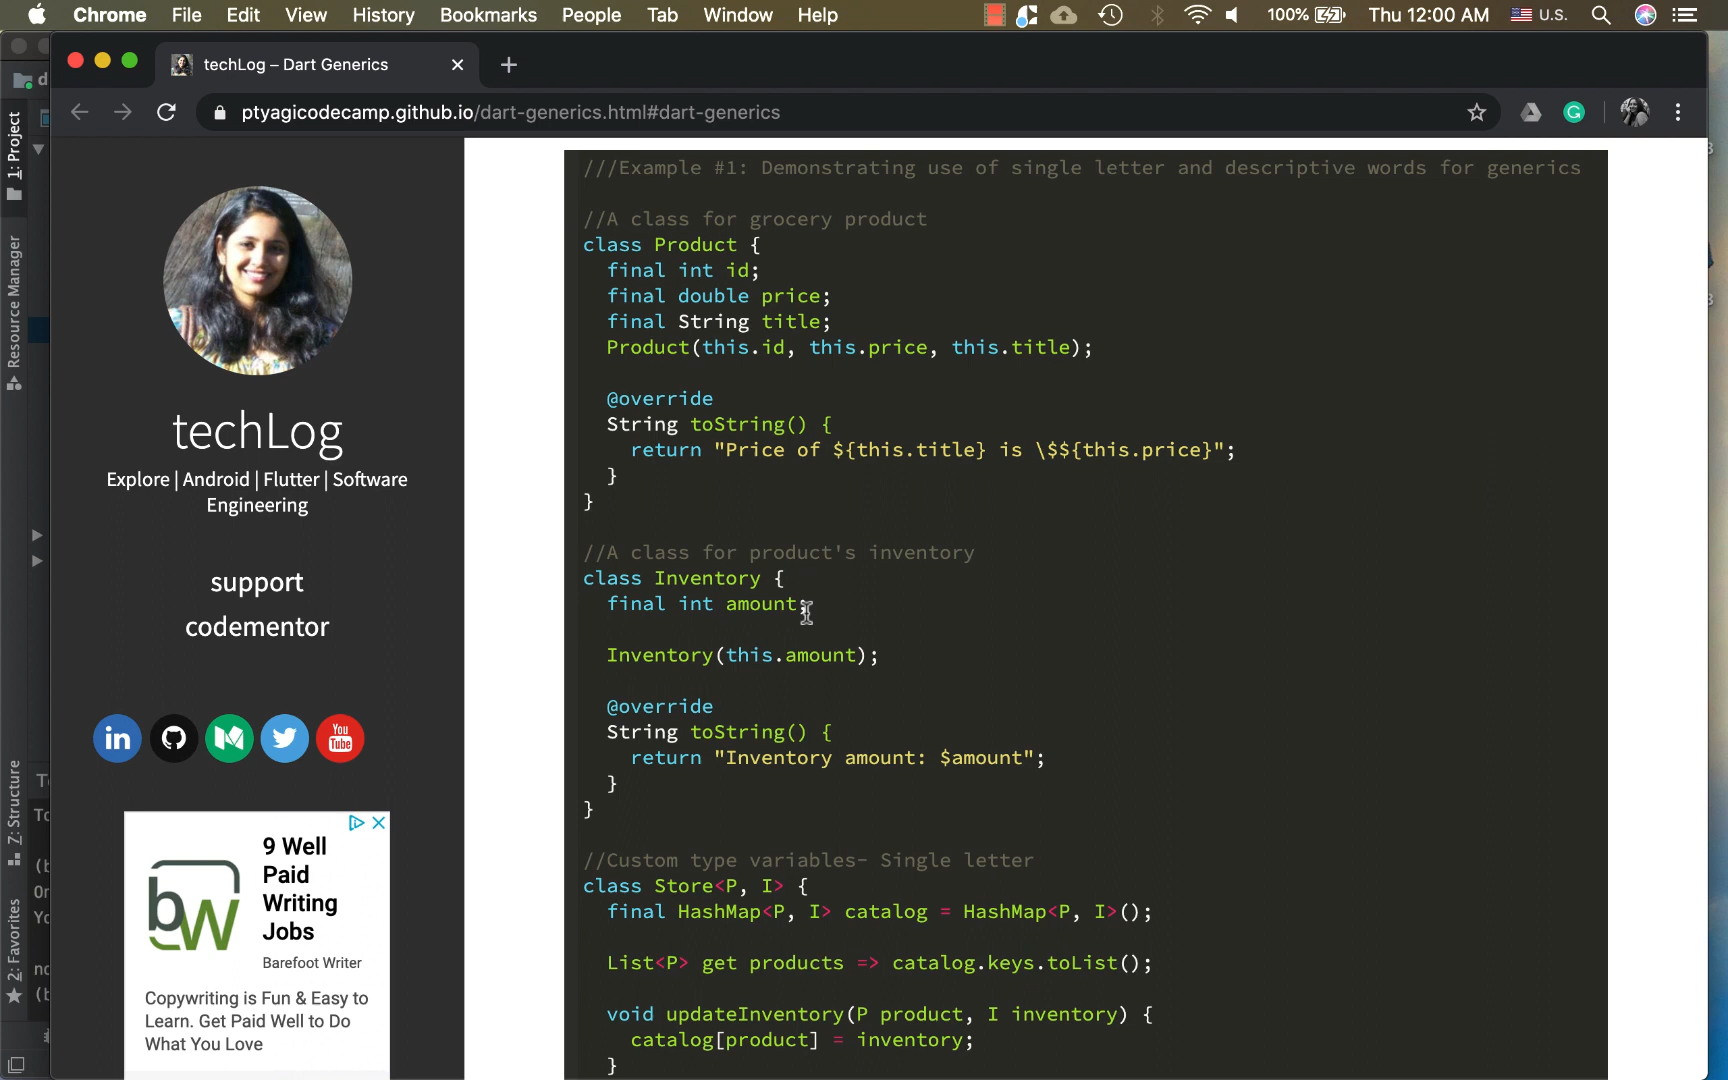 Chrome File Edit View History Bookmarks People Tab Window Help 100% Thu 12:00 AM U.S.
techLog – Dart Generics
ptyagicodecamp.github.io/dart-generics.html#dart-generics
1: Project
Resource Manager
Z: Structure
2: Favorites
techLog
Explore | Android | Flutter | Software
Engineering
support
codementor
in
You
Tube
9 Well
Paid
Writing
Jobs
bw
Barefoot Writer
Copywriting is Fun & Easy to
Learn. Get Paid Well to Do
What You Love
///Example #1: Demonstrating use of single letter and descriptive words for generics
//A class for grocery product
class Product {
final int id;
final double price;
final String title;
Product(this.id, this.price, this.title);
@override
String toString() {
return "Price of ${this.title} is \$${this.price}";
}
}
//A class for product's inventory
class Inventory {
final int amount;
Inventory(this.amount);
@override
String toString() {
return "Inventory amount: $amount";
}
}
//Custom type variables- Single letter
class Store<P, I> {
final HashMap<P, I> catalog = HashMap<P, I>();
List<P> get products => catalog.keys.toList();
void updateInventory(P product, I inventory) {
catalog[product] = inventory;
}